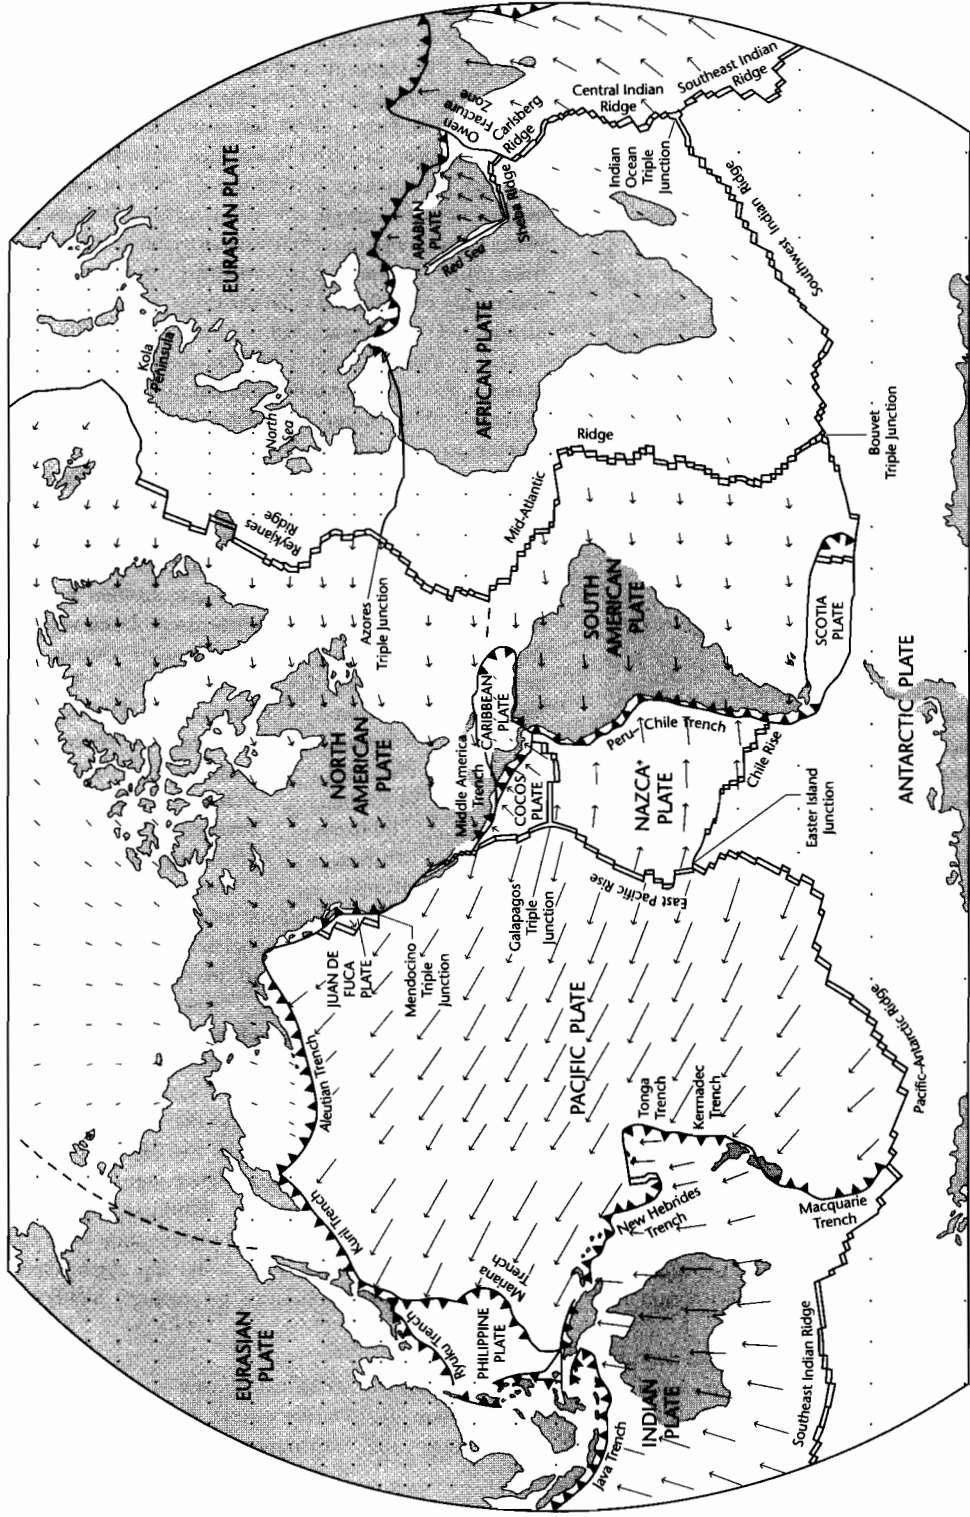 EURASIAN PLATE
Kola
Peninsula
North
Sea
Reykjanes
Ridge
ARABIAN
PLATE
Red Sea
Sheba Ridge
Owen
Fracture
Zone
Carlsberg
Ridge
Central Indian
Ridge
Southeast Indian
Ridge
Indian
Ocean
Triple
Junction
Southwest Indian Ridge
AFRICAN PLATE
Mid-Atlantic
Ridge
Bouvet
Triple Junction
Azores
Triple Junction
NORTH
AMERICAN
PLATE
Middle America
Trench
CARIBBEAN
PLATE
COCOS
PLATE
SOUTH
AMERICAN
PLATE
Peru–Chile Trench
SCOTIA
PLATE
ANTARCTIC PLATE
NAZCA
PLATE
Chile Rise
Easter Island
Junction
East Pacific Rise
Galapagos
Triple
Junction
JUAN DE
FUCA
PLATE
Mendocino
Triple
Junction
Aleutian Trench
PACIFIC PLATE
Pacific–Antarctic Ridge
Tonga
Trench
Kermadec
Trench
New Hebrides
Trench
Macquarie
Trench
Kuril Trench
Mariana
Trench
Ryuku Trench
PHILIPPINE
PLATE
EURASIAN
PLATE
INDIAN
PLATE
Java Trench
Southeast Indian Ridge